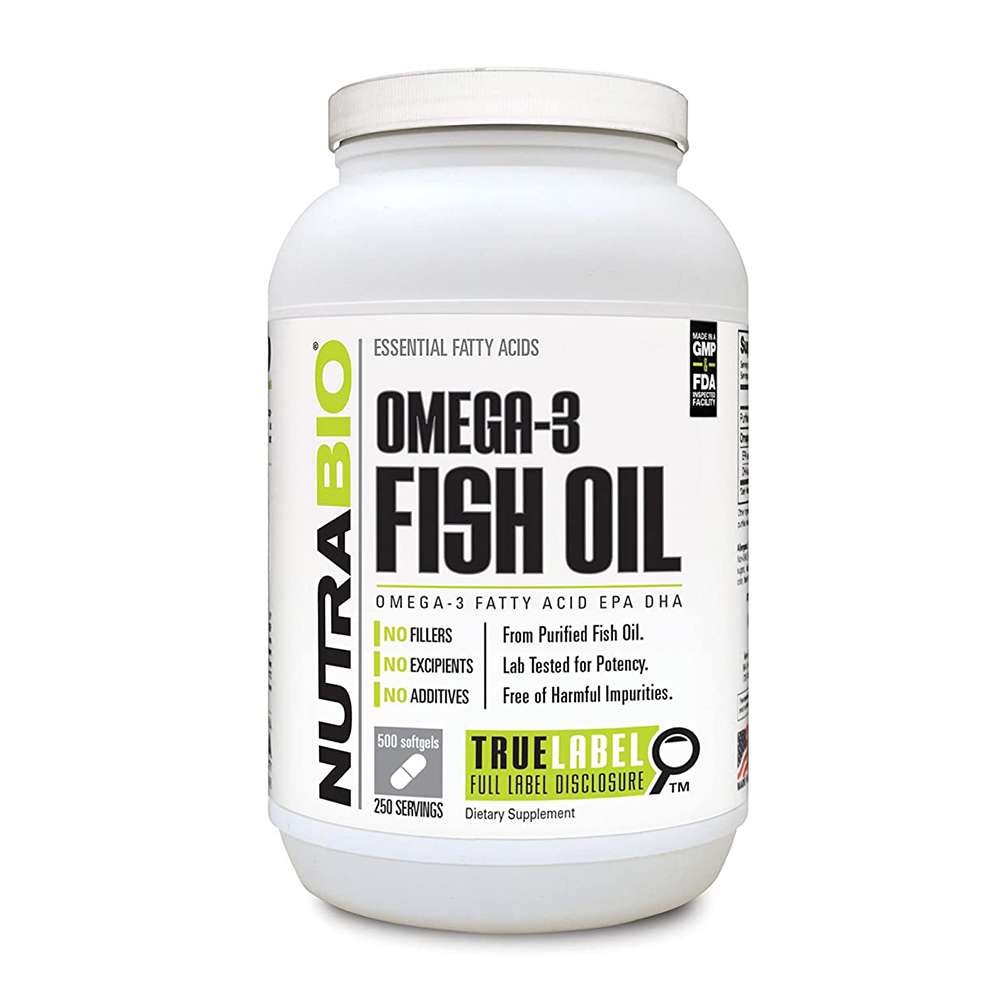 NUTRABIO®
ESSENTIAL FATTY ACIDS
OMEGA-3
FISH OIL
OMEGA-3 FATTY ACID EPA DHA
NO FILLERS
NO EXCIPIENTS
NO ADDITIVES
From Purified Fish Oil.
Lab Tested for Potency.
Free of Harmful Impurities.
500 softgels
250 SERVINGS
TRUELABEL
FULL LABEL DISCLOSURE
TM
Dietary Supplement
MADE IN A
GMP
&
FDA
INSPECTED
FACILITY